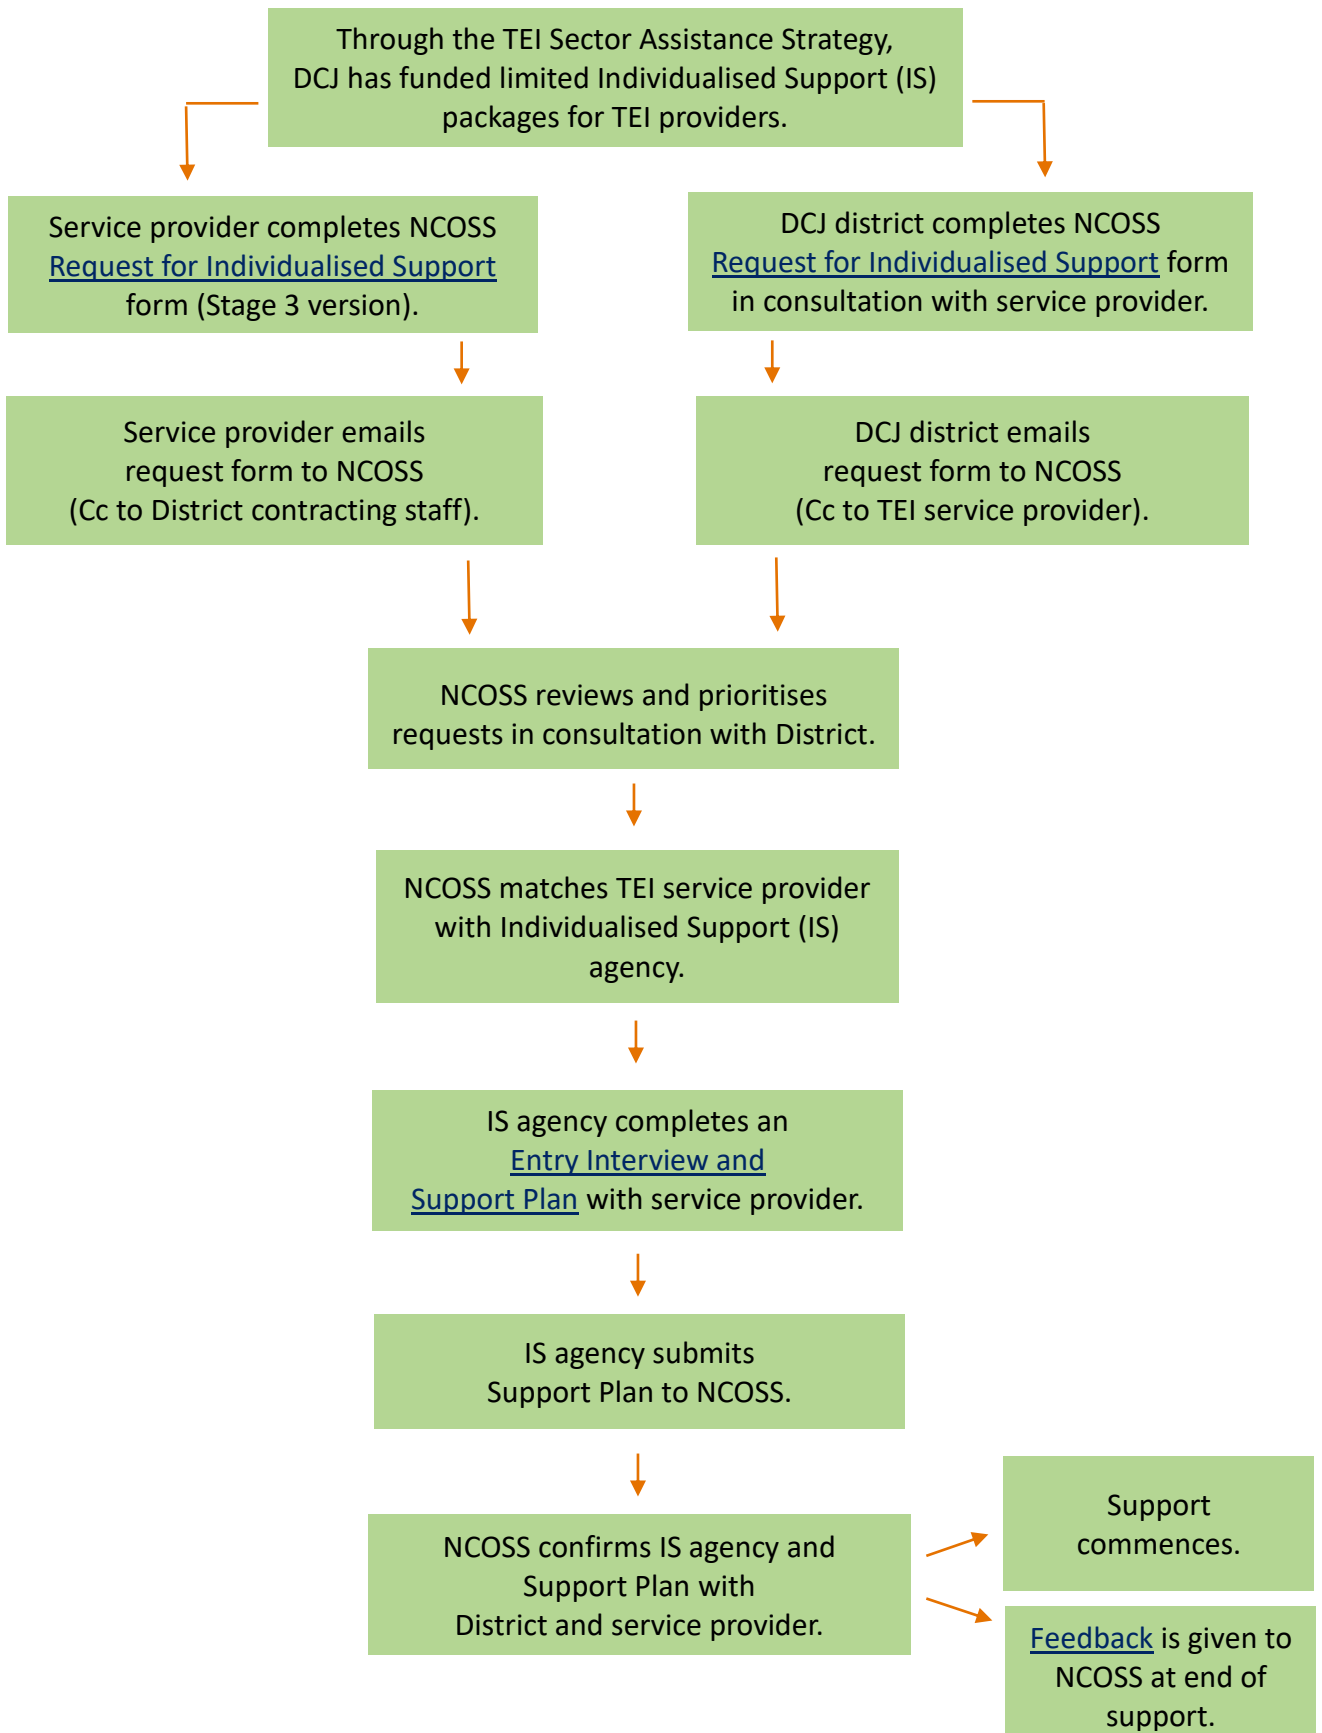 Through the TEI Sector Assistance Strategy,
DCJ has funded limited Individualised Support (IS)
packages for TEI providers.
Service provider completes NCOSS
Request for Individualised Support
form (Stage 3 version).
DCJ district completes NCOSS
Request for Individualised Support form
in consultation with service provider.
Service provider emails
request form to NCOSS
(Cc to District contracting staff).
DCJ district emails
request form to NCOSS
(Cc to TEI service provider).
NCOSS reviews and prioritises
requests in consultation with District.
NCOSS matches TEI service provider
with Individualised Support (IS)
agency.
IS agency completes an
Entry Interview and
Support Plan with service provider.
IS agency submits
Support Plan to NCOSS.
NCOSS confirms IS agency and
Support Plan with
District and service provider.
Support
commences.
Feedback is given to
NCOSS at end of
support.